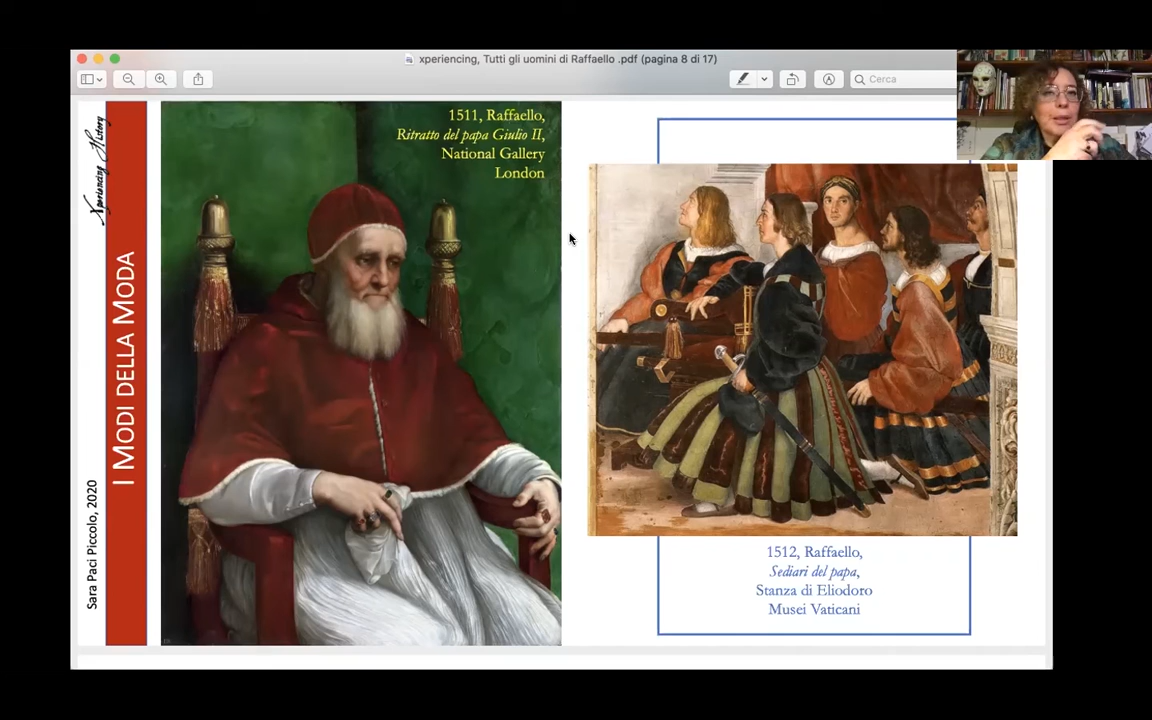 xperiencing, Tutti gli uomini di Raffaello .pdf (pagina 8 di 17)
Cerca
Xperiencing History
I MODI DELLA MODA
Sara Paci Piccolo, 2020
1511, Raffaello,
Ritratto del papa Giulio II,
National Gallery
London
1512, Raffaello,
Sediari del papa,
Stanza di Eliodoro
Musei Vaticani